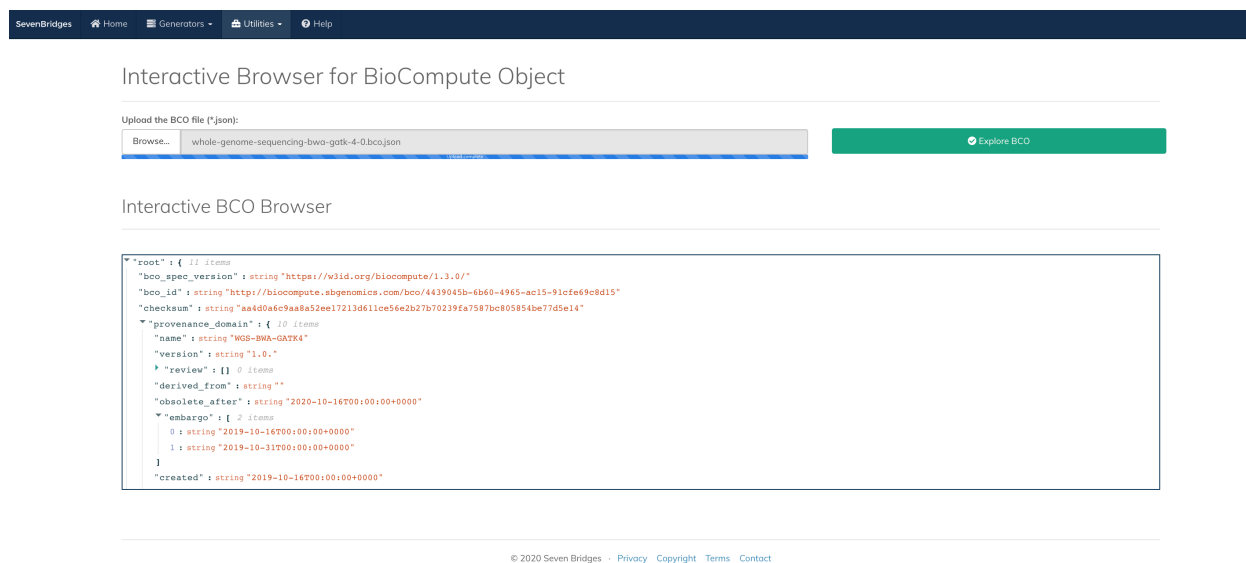 SevenBridges Home Generators Utilities Help
Interactive Browser for BioCompute Object
Upload the BCO file (*.json):
Browse... whole-genome-sequencing-bwa-gatk-4-0.bco.json Explore BCO
Upload complete
Interactive BCO Browser
"root" : { 11 items
"bco_spec_version" : string "https://w3id.org/biocompute/1.3.0/"
"bco_id" : string "http://biocompute.sbgenomics.com/bco/4439045b-6b60-4965-ac15-91cfe69c8d15"
"checksum" : string "aa4d0a6c9aa8a52ee17213d611ce56e2b27b70239fa7587bc805854be77d5e14"
"provenance_domain" : { 10 items
"name" : string "WGS-BWA-GATK4"
"version" : string "1.0."
"review" : [] 0 items
"derived_from" : string ""
"obsolete_after" : string "2020-10-16T00:00:00+0000"
"embargo" : [ 2 items
0 : string "2019-10-16T00:00:00+0000"
1 : string "2019-10-31T00:00:00+0000"
]
"created" : string "2019-10-16T00:00:00+0000"
© 2020 Seven Bridges · Privacy Copyright Terms Contact